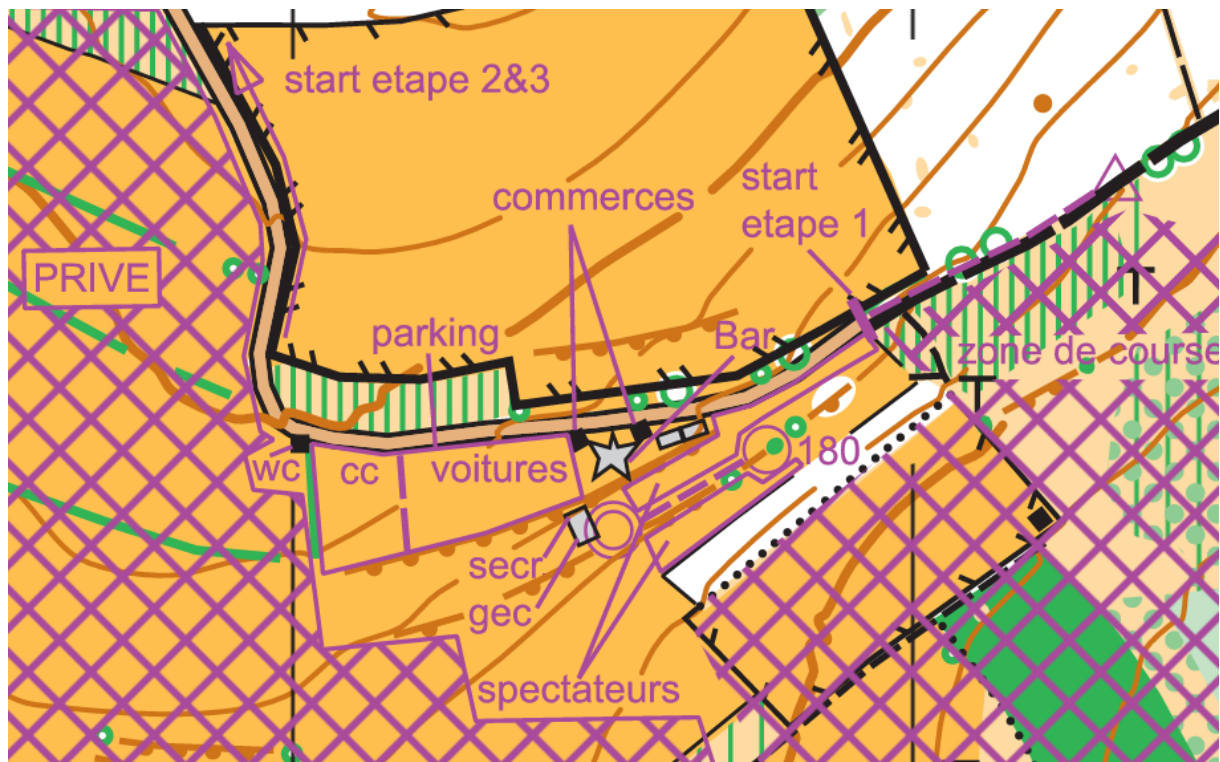 start etape 2&3
commerces
start
etape 1
PRIVE
parking
Bar
zone de course
wc
cc
voitures
180
secr
gec
spectateurs